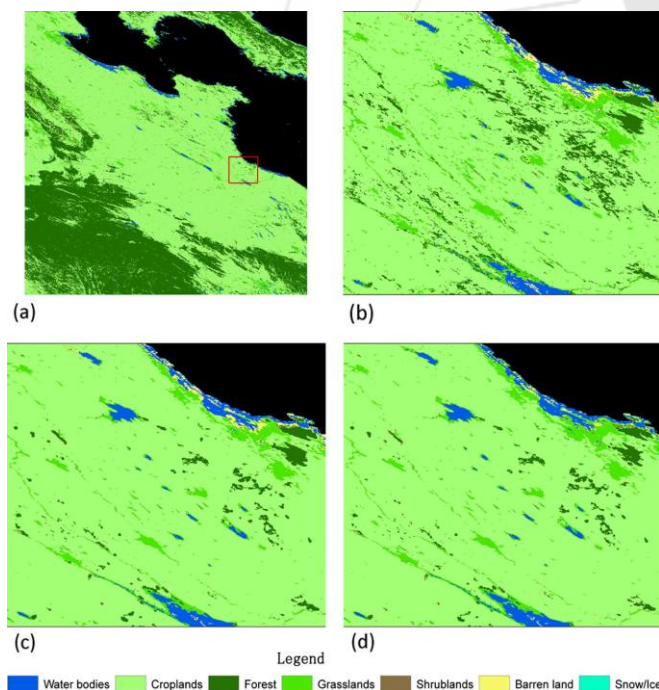 (a)
(b)
(c)
(d)
Legend
Water bodies Croplands Forest Grasslands Shrublands Barren land Snow/Ice